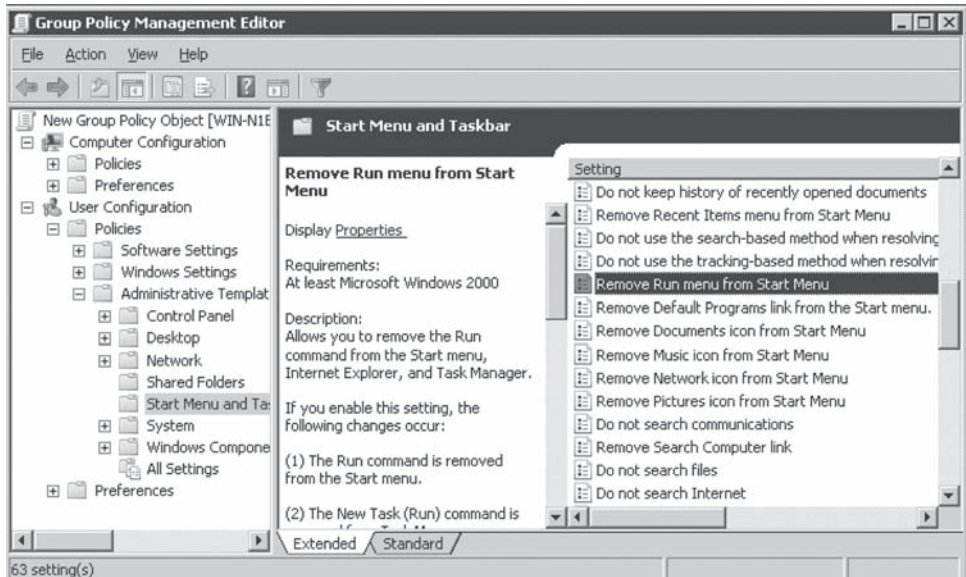 Group Policy Management Editor
File Action View Help
New Group Policy Object [WIN-N1E
Computer Configuration
Policies
Preferences
User Configuration
Policies
Software Settings
Windows Settings
Administrative Templat
Control Panel
Desktop
Network
Shared Folders
Start Menu and Tas
System
Windows Compone
All Settings
Preferences
Start Menu and Taskbar
Remove Run menu from Start
Menu
Display Properties
Requirements:
At least Microsoft Windows 2000
Description:
Allows you to remove the Run
command from the Start menu,
Internet Explorer, and Task Manager.
If you enable this setting, the
following changes occur:
(1) The Run command is removed
from the Start menu.
(2) The New Task (Run) command is
Setting
Do not keep history of recently opened documents
Remove Recent Items menu from Start Menu
Do not use the search-based method when resolving
Do not use the tracking-based method when resolvin
Remove Run menu from Start Menu
Remove Default Programs link from the Start menu.
Remove Documents icon from Start Menu
Remove Music icon from Start Menu
Remove Network icon from Start Menu
Remove Pictures icon from Start Menu
Do not search communications
Remove Search Computer link
Do not search files
Do not search Internet
Extended Standard
63 setting(s)